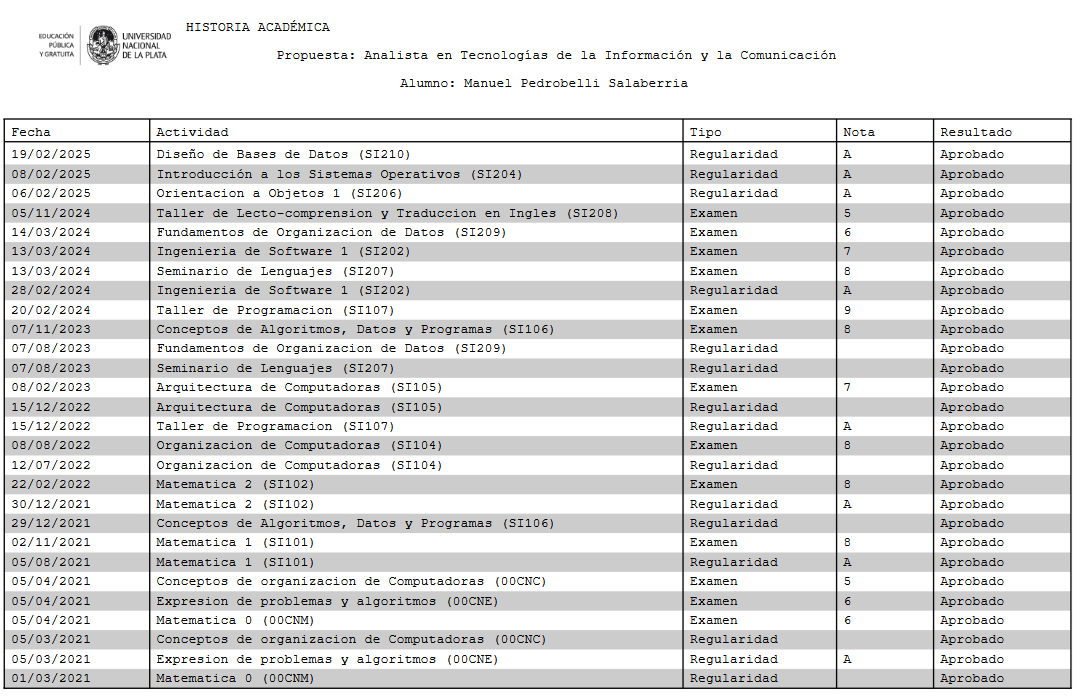 HISTORIA ACADÉMICA
EDUCACIÓN
PÚBLICA
Y GRATUITA
UNIVERSIDAD
NACIONAL
DE LA PLATA
Propuesta: Analista en Tecnologías de la Información y la Comunicación
Alumno: Manuel Pedrobelli Salaberria
Fecha Actividad Tipo Nota Resultado
19/02/2025 Diseño de Bases de Datos (SI210) Regularidad A Aprobado
08/02/2025 Introducción a los Sistemas Operativos (SI204) Regularidad A Aprobado
06/02/2025 Orientacion a Objetos 1 (SI206) Regularidad A Aprobado
05/11/2024 Taller de Lecto-comprension y Traduccion en Ingles (SI208) Examen 5 Aprobado
14/03/2024 Fundamentos de Organizacion de Datos (SI209) Examen 6 Aprobado
13/03/2024 Ingenieria de Software 1 (SI202) Examen 7 Aprobado
13/03/2024 Seminario de Lenguajes (SI207) Examen 8 Aprobado
28/02/2024 Ingenieria de Software 1 (SI202) Regularidad A Aprobado
20/02/2024 Taller de Programacion (SI107) Examen 9 Aprobado
07/11/2023 Conceptos de Algoritmos, Datos y Programas (SI106) Examen 8 Aprobado
07/08/2023 Fundamentos de Organizacion de Datos (SI209) Regularidad Aprobado
07/08/2023 Seminario de Lenguajes (SI207) Regularidad Aprobado
08/02/2023 Arquitectura de Computadoras (SI105) Examen 7 Aprobado
15/12/2022 Arquitectura de Computadoras (SI105) Regularidad Aprobado
15/12/2022 Taller de Programacion (SI107) Regularidad A Aprobado
08/08/2022 Organizacion de Computadoras (SI104) Examen 8 Aprobado
12/07/2022 Organizacion de Computadoras (SI104) Regularidad Aprobado
22/02/2022 Matematica 2 (SI102) Examen 8 Aprobado
30/12/2021 Matematica 2 (SI102) Regularidad A Aprobado
29/12/2021 Conceptos de Algoritmos, Datos y Programas (SI106) Regularidad Aprobado
02/11/2021 Matematica 1 (SI101) Examen 8 Aprobado
05/08/2021 Matematica 1 (SI101) Regularidad A Aprobado
05/04/2021 Conceptos de organizacion de Computadoras (00CNC) Examen 5 Aprobado
05/04/2021 Expresion de problemas y algoritmos (00CNE) Examen 6 Aprobado
05/04/2021 Matematica 0 (00CNM) Examen 6 Aprobado
05/03/2021 Conceptos de organizacion de Computadoras (00CNC) Regularidad Aprobado
05/03/2021 Expresion de problemas y algoritmos (00CNE) Regularidad A Aprobado
01/03/2021 Matematica 0 (00CNM) Regularidad Aprobado